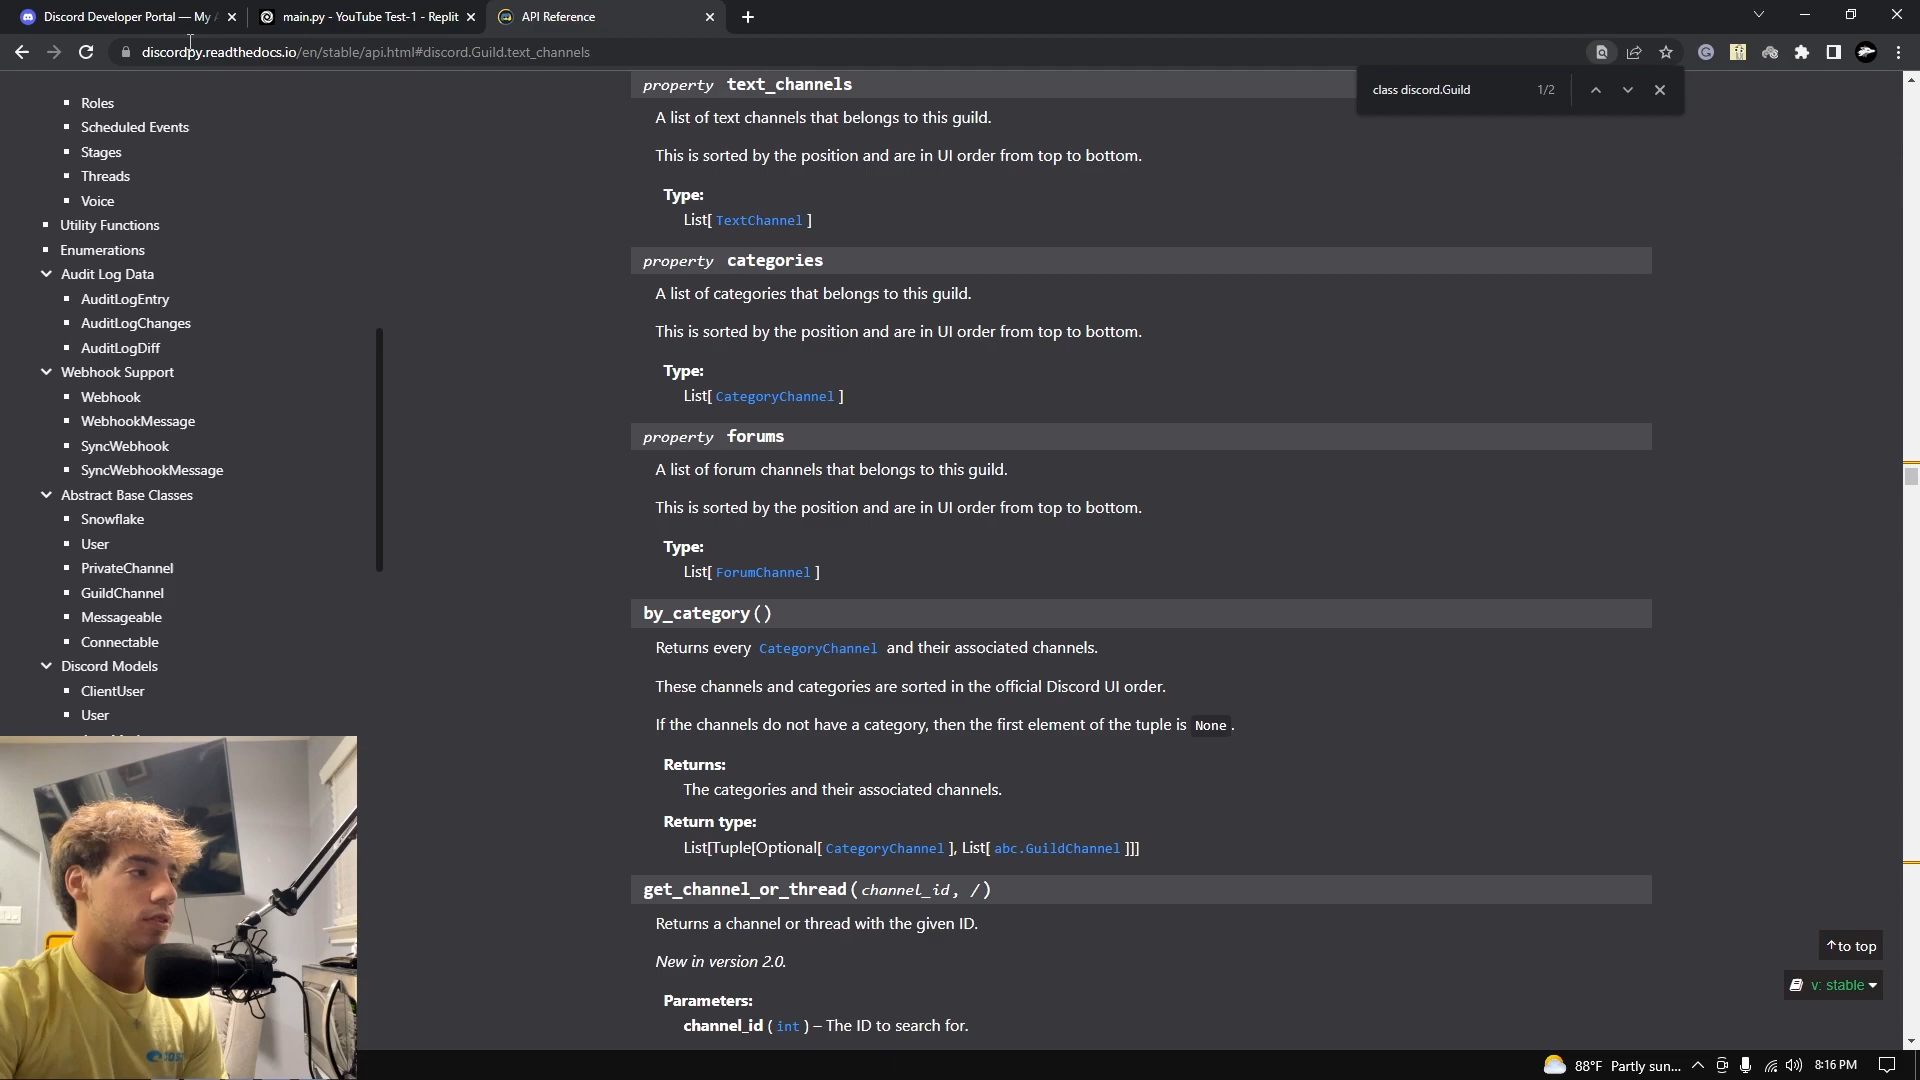 Discord Developer Portal — My A
main.py - YouTube Test-1 - Replit
API Reference
discordpy.readthedocs.io/en/stable/api.html#discord.Guild.text_channels
class discord.Guild
1/2
Roles
Scheduled Events
Stages
Threads
Voice
Utility Functions
Enumerations
Audit Log Data
AuditLogEntry
AuditLogChanges
AuditLogDiff
Webhook Support
Webhook
WebhookMessage
SyncWebhook
SyncWebhookMessage
Abstract Base Classes
Snowflake
User
PrivateChannel
GuildChannel
Messageable
Connectable
Discord Models
ClientUser
User
property text_channels
A list of text channels that belongs to this guild.
This is sorted by the position and are in UI order from top to bottom.
Type:
List[ TextChannel ]
property categories
A list of categories that belongs to this guild.
This is sorted by the position and are in UI order from top to bottom.
Type:
List[ CategoryChannel ]
property forums
A list of forum channels that belongs to this guild.
This is sorted by the position and are in UI order from top to bottom.
Type:
List[ ForumChannel ]
by_category()
Returns every CategoryChannel and their associated channels.
These channels and categories are sorted in the official Discord UI order.
If the channels do not have a category, then the first element of the tuple is None .
Returns:
The categories and their associated channels.
Return type:
List[Tuple[Optional[ CategoryChannel ], List[ abc.GuildChannel ]]]
get_channel_or_thread(channel_id, /)
Returns a channel or thread with the given ID.
New in version 2.0.
Parameters:
channel_id ( int ) – The ID to search for.
↑to top
v: stable
88°F Partly sun...
8:16 PM